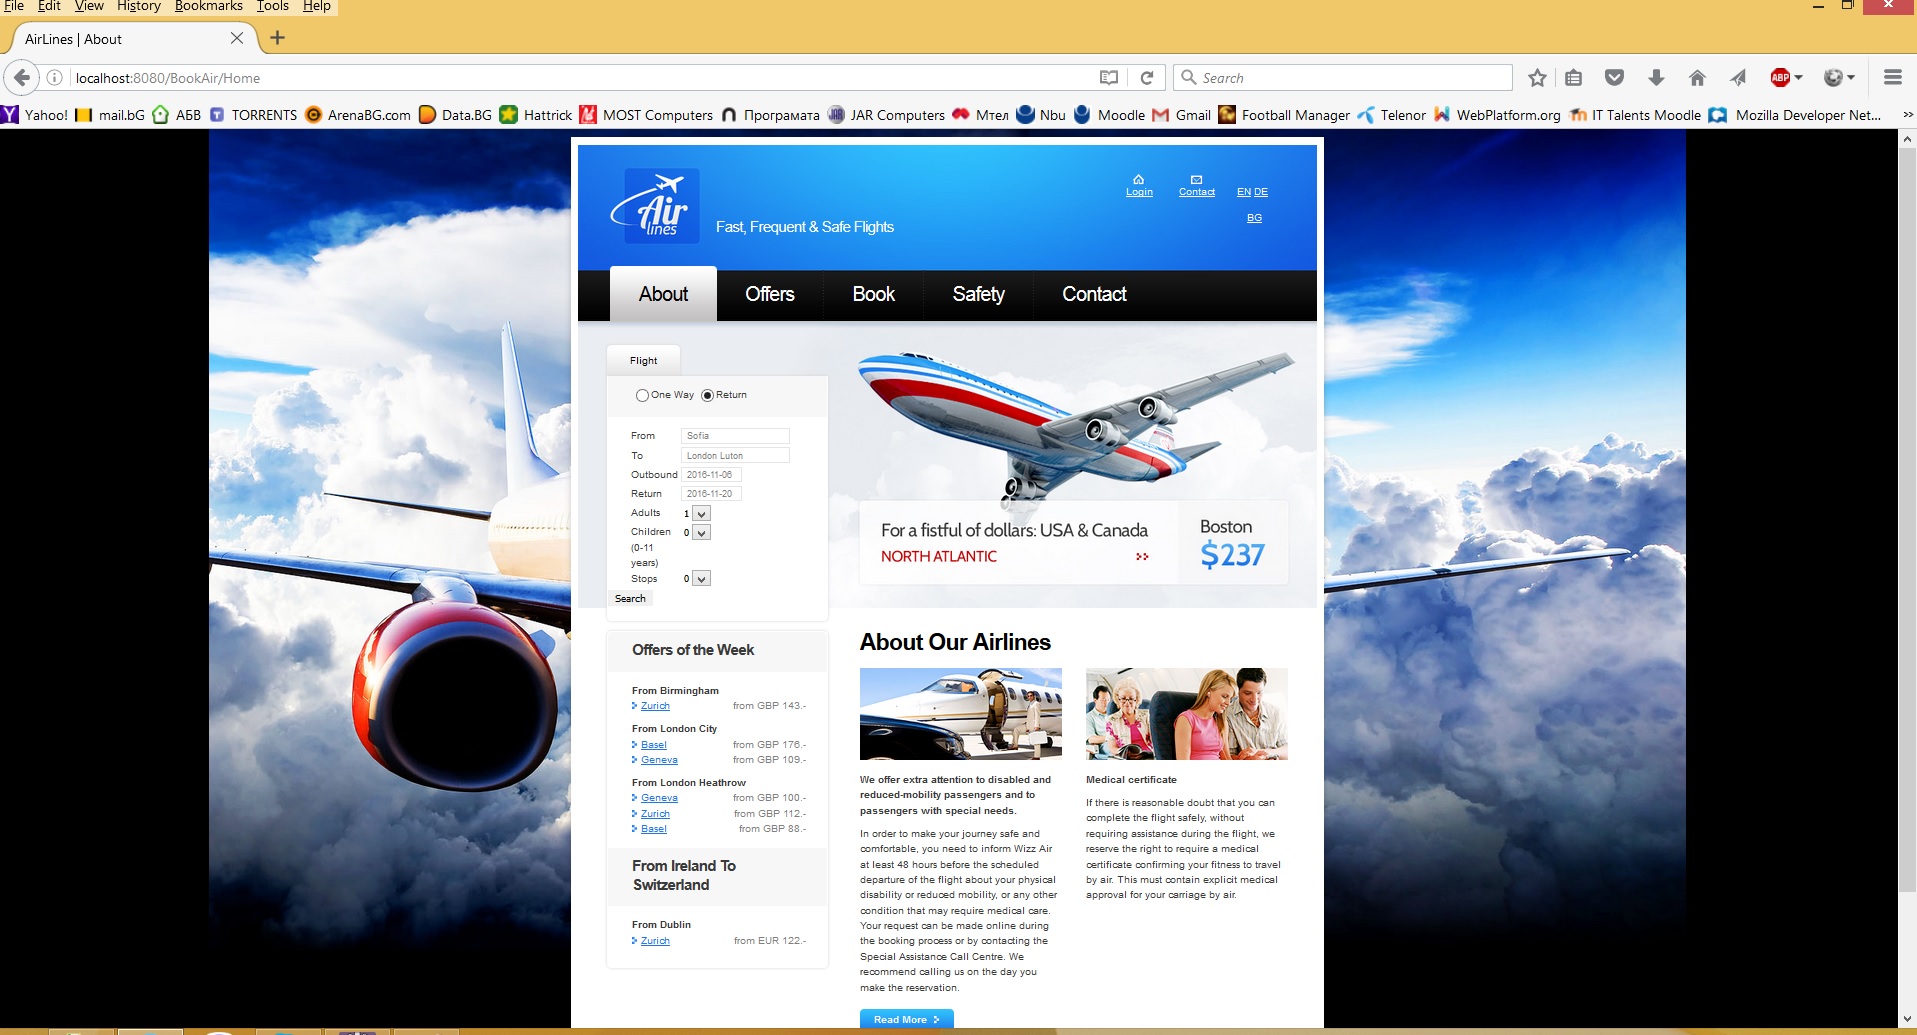 File Edit View History Bookmarks Tools Help
AirLines | About
localhost:8080/BookAir/Home
Search
Yahoo! mail.bG АБВ TORRENTS ArenaBG.com Data.BG Hattrick MOST Computers Програмата JAR Computers Мтел Nbu Moodle Gmail Football Manager Telenor WebPlatform.org IT Talents Moodle Mozilla Developer Net...
Air
lines
Fast, Frequent & Safe Flights
Login Contact EN DE
BG
About Offers Book Safety Contact
Flight
One Way Return
From Sofia
To London Luton
Outbound 2016-11-06
Return 2016-11-20
Adults 1
Children 0
(0-11
years)
Stops 0
Search
For a fistful of dollars: USA & Canada
NORTH ATLANTIC
Boston
$237
Offers of the Week
From Birmingham
Zurich from GBP 143.-
From London City
Basel from GBP 176.-
Geneva from GBP 109.-
From London Heathrow
Geneva from GBP 100.-
Zurich from GBP 112.-
Basel from GBP 88.-
From Ireland To
Switzerland
From Dublin
Zurich from EUR 122.-
About Our Airlines
We offer extra attention to disabled and
reduced-mobility passengers and to
passengers with special needs.
In order to make your journey safe and
comfortable, you need to inform Wizz Air
at least 48 hours before the scheduled
departure of the flight about your physical
disability or reduced mobility, or any other
condition that may require medical care.
Your request can be made online during
the booking process or by contacting the
Special Assistance Call Centre. We
recommend calling us on the day you
make the reservation.
Read More
Medical certificate
If there is reasonable doubt that you can
complete the flight safely, without
requiring assistance during the flight, we
reserve the right to require a medical
certificate confirming your fitness to travel
by air. This must contain explicit medical
approval for your carriage by air.